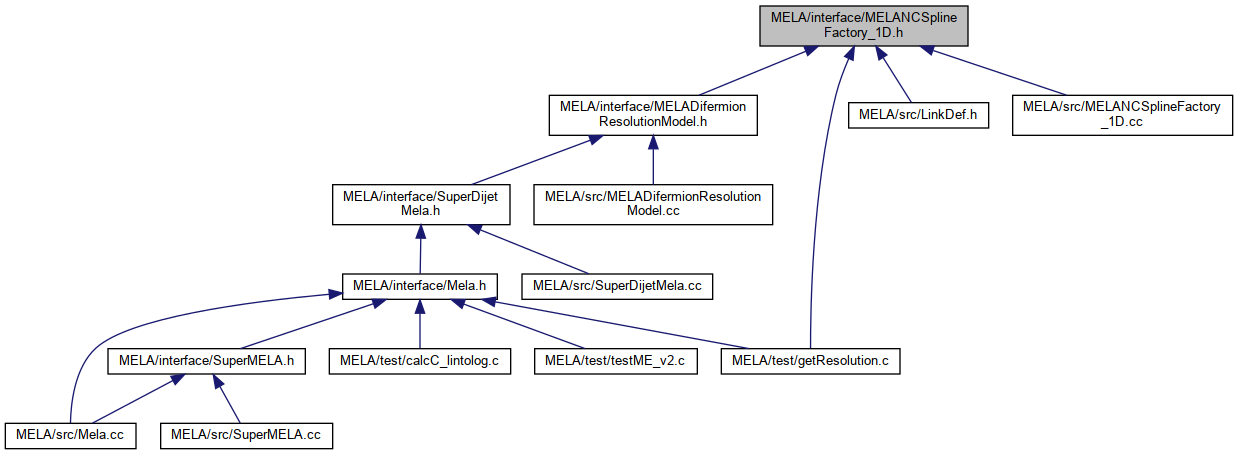 MELA/interface/MELANCSpline
Factory_1D.h
MELA/interface/MELADifermion
ResolutionModel.h
MELA/src/LinkDef.h
MELA/src/MELANCSplineFactory
_1D.cc
MELA/interface/SuperDijet
Mela.h
MELA/src/MELADifermionResolution
Model.cc
MELA/interface/Mela.h
MELA/src/SuperDijetMela.cc
MELA/interface/SuperMELA.h
MELA/test/calcC_lintolog.c
MELA/test/testME_v2.c
MELA/test/getResolution.c
MELA/src/Mela.cc
MELA/src/SuperMELA.cc